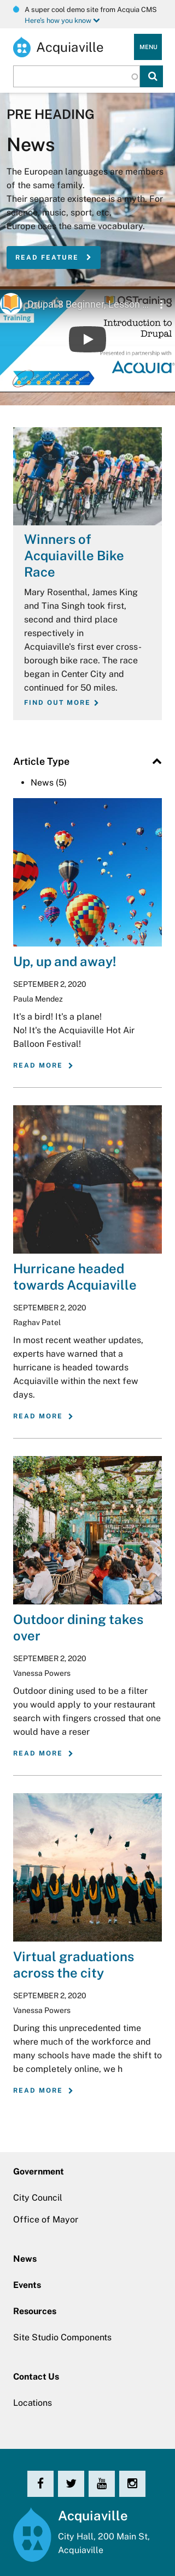 A super cool demo site from Acquia CMS
Here's how you know
Acquiaville
MENU
PRE HEADING
News
The European languages are members
of the same family.
Their separate existence is a myth. For
science, music, sport, etc,
Europe uses the same vocabulary.
READ FEATURE
Drupal 8 Beginner, Lesson
OSTraining
Training
Introduction to
Drupal
Presented in partnership with
ACQUIA
Winners of
Acquiaville Bike
Race
Mary Rosenthal, James King
and Tina Singh took first,
second and third place
respectively in
Acquiaville's first ever cross-
borough bike race. The race
began in Center City and
continued for 50 miles.
FIND OUT MORE
Article Type
News (5)
Up, up and away!
SEPTEMBER 2, 2020
Paula Mendez
It's a bird! It's a plane!
No! It's the Acquiaville Hot Air
Balloon Festival!
READ MORE
Hurricane headed
towards Acquiaville
SEPTEMBER 2, 2020
Raghav Patel
In most recent weather updates,
experts have warned that a
hurricane is headed towards
Acquiaville within the next few
days.
READ MORE
Outdoor dining takes
over
SEPTEMBER 2, 2020
Vanessa Powers
Outdoor dining used to be a filter
you would apply to your restaurant
search with fingers crossed that one
would have a reser
READ MORE
Virtual graduations
across the city
SEPTEMBER 2, 2020
Vanessa Powers
During this unprecedented time
where much of the workforce and
many schools have made the shift to
be completely online, we h
READ MORE
Government
City Council
Office of Mayor
News
Events
Resources
Site Studio Components
Contact Us
Locations
Acquiaville
City Hall, 200 Main St,
Acquiaville